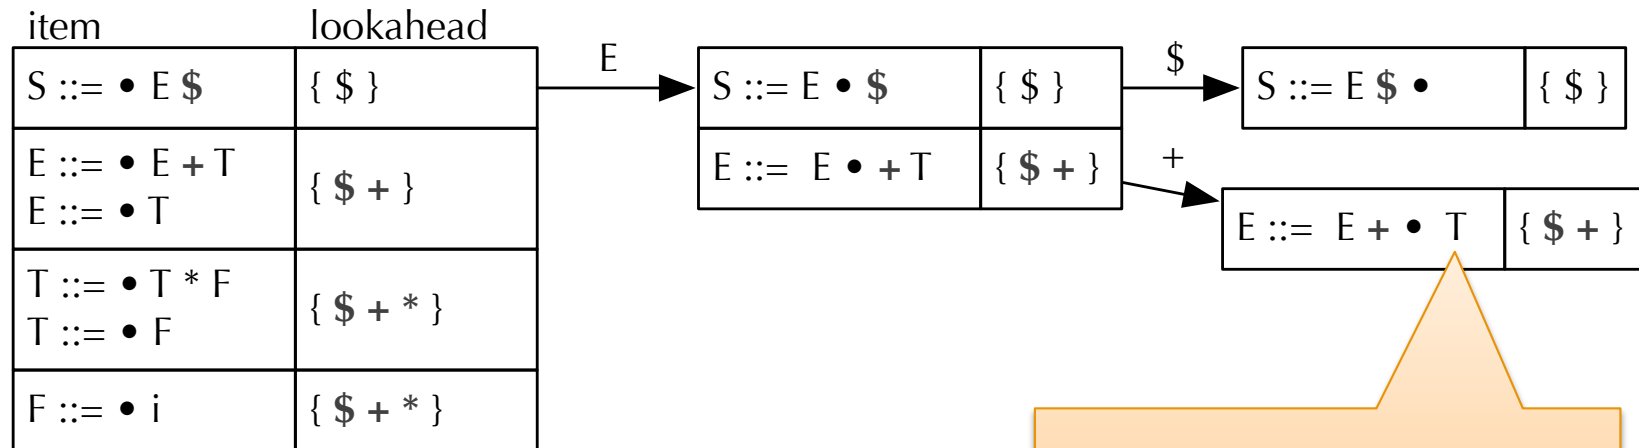 item lookahead
S ::= • E $ { $ }
E ::= • E + T
E ::= • T
{ $ + }
T ::= • T * F
T ::= • F
{ $ + * }
F ::= • i { $ + * }
E
S ::= E • $ { $ }
E ::= E • + T { $ + }
$
S ::= E $ • { $ }
+
E ::= E + • T { $ + }